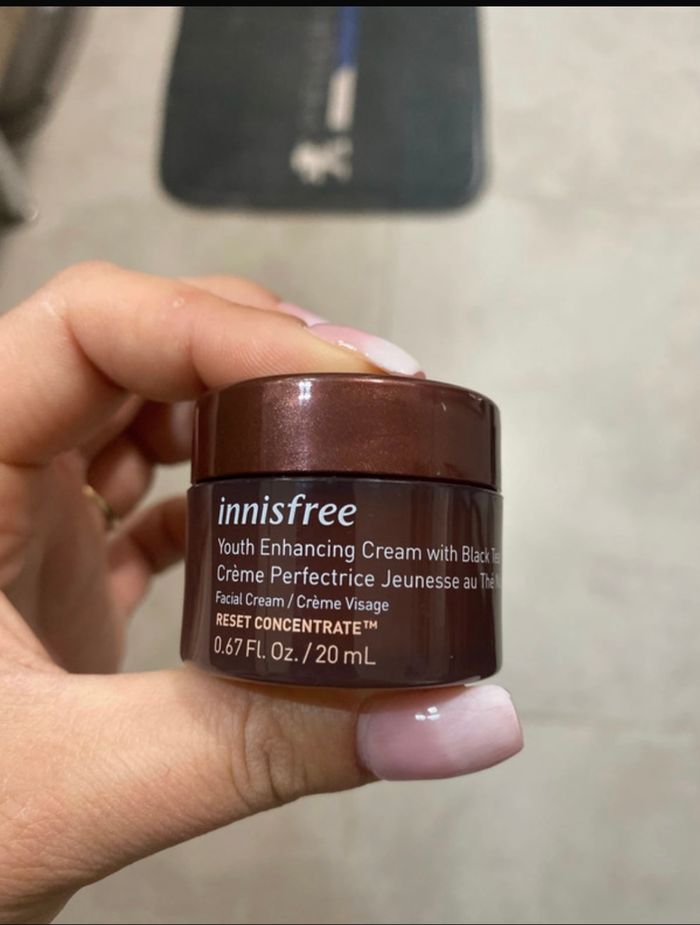 innisfree
Youth Enhancing Cream with Black Tea
Crème Perfectrice Jeunesse au Thé
Facial Cream / Crème Visage
RESET CONCENTRATE™
0.67 Fl. Oz. / 20 mL